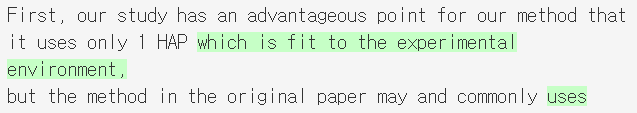 First, our study has an advantageous point for our method that
it uses only 1 HAP which is fit to the experimental
environment,
but the method in the original paper may and commonly uses